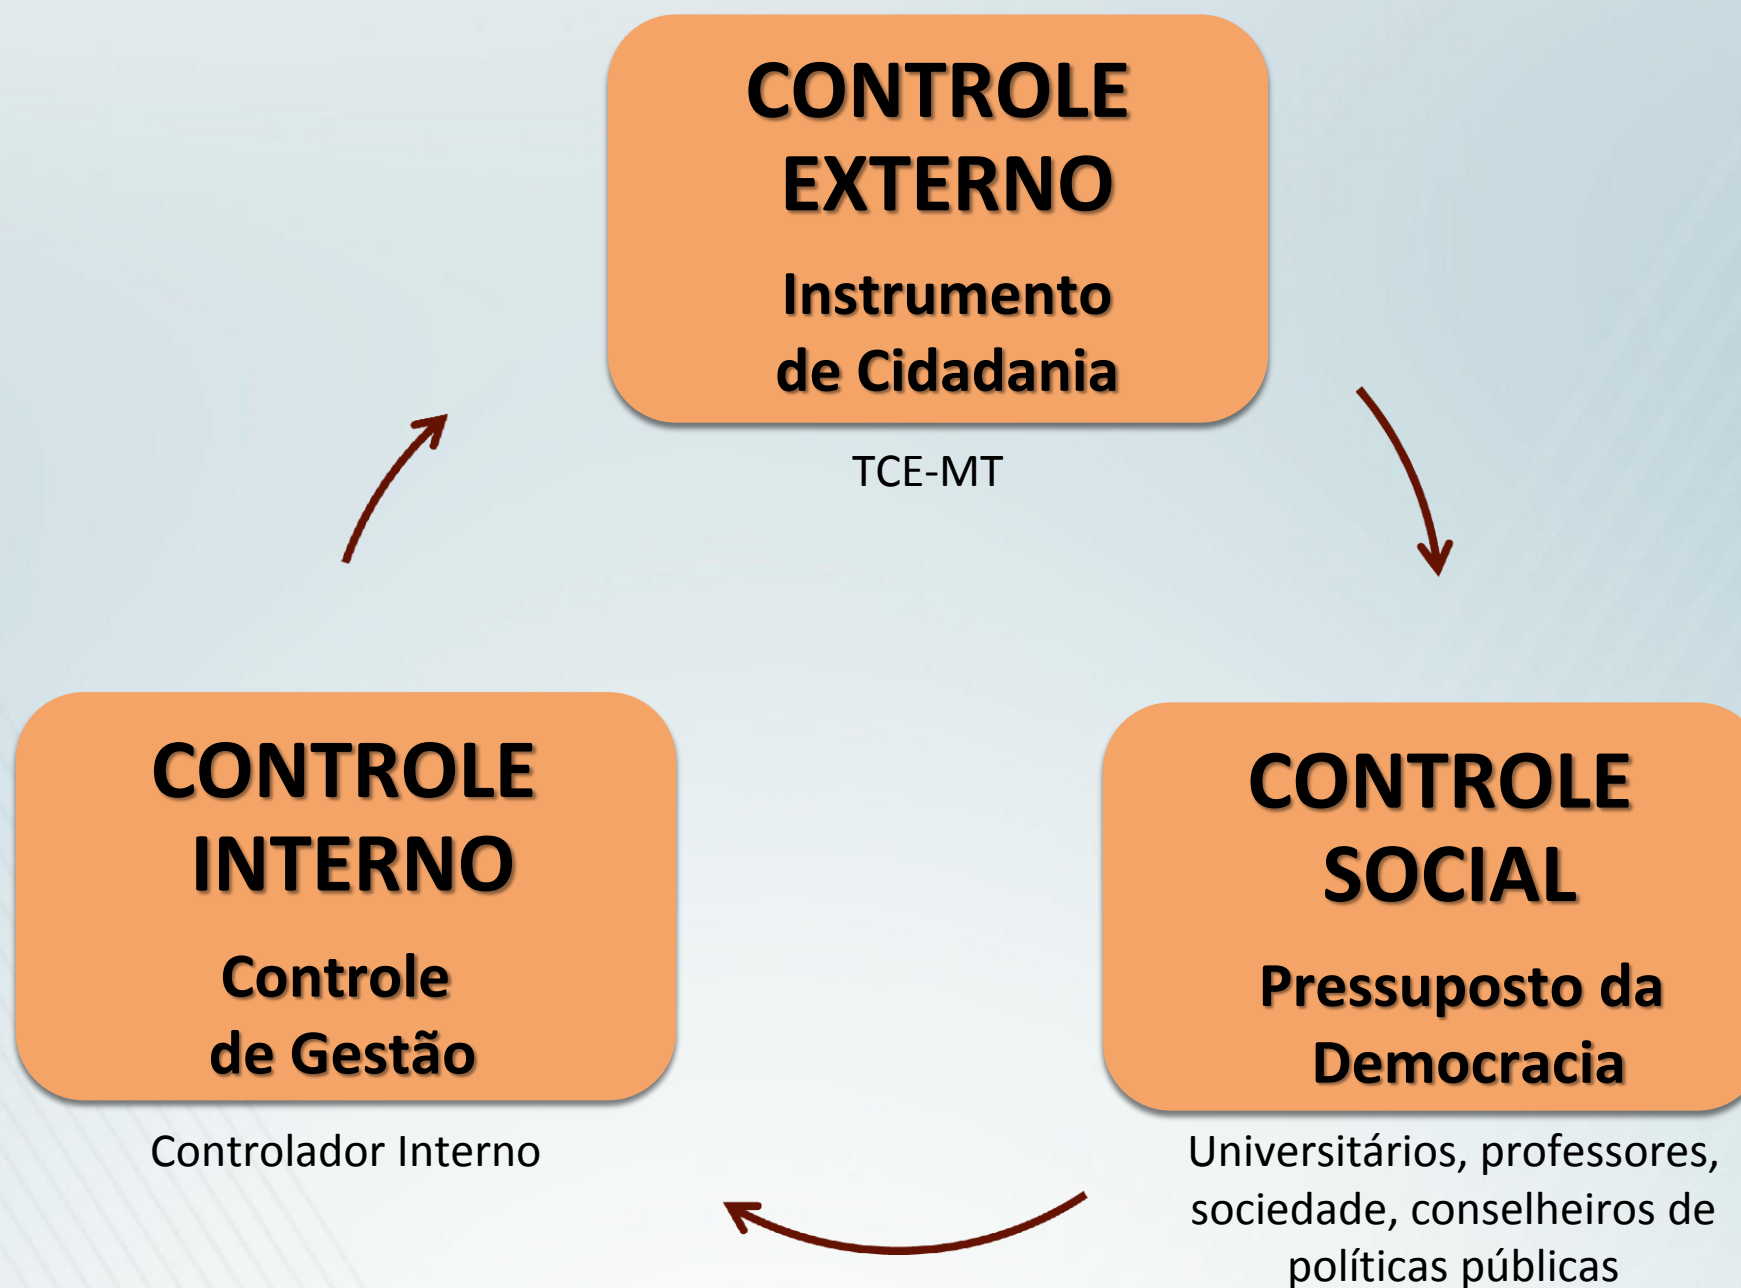 CONTROLE
EXTERNO
Instrumento
de Cidadania
TCE-MT
CONTROLE
INTERNO
Controle
de Gestão
Controlador Interno
CONTROLE
SOCIAL
Pressuposto da
Democracia
Universitários, professores,
sociedade, conselheiros de
políticas públicas